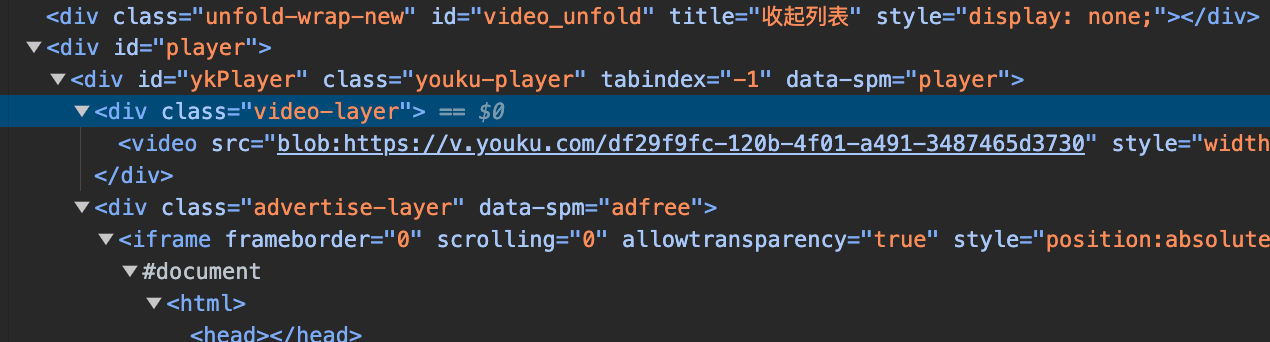 <div class="unfold-wrap-new" id="video_unfold" title="收起列表" style="display: none;"></div>
▼<div id="player">
▼<div id="ykPlayer" class="youku-player" tabindex="-1" data-spm="player">
▼<div class="video-layer"> == $0
<video src="blob:https://v.youku.com/df29f9fc-120b-4f01-a491-3487465d3730" style="width
</div>
▼<div class="advertise-layer" data-spm="adfree">
▼<iframe frameborder="0" scrolling="0" allowtransparency="true" style="position:absolute
▼#document
▼<html>
<head></head>